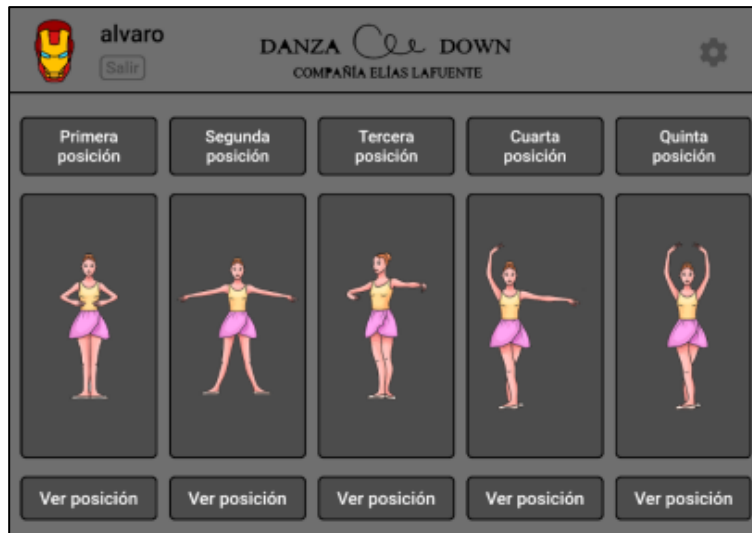 alvaro
Salir
DANZA DOWN
COMPAÑÍA ELÍAS LAFUENTE
Primera
posición
Segunda
posición
Tercera
posición
Cuarta
posición
Quinta
posición
Ver posición
Ver posición
Ver posición
Ver posición
Ver posición